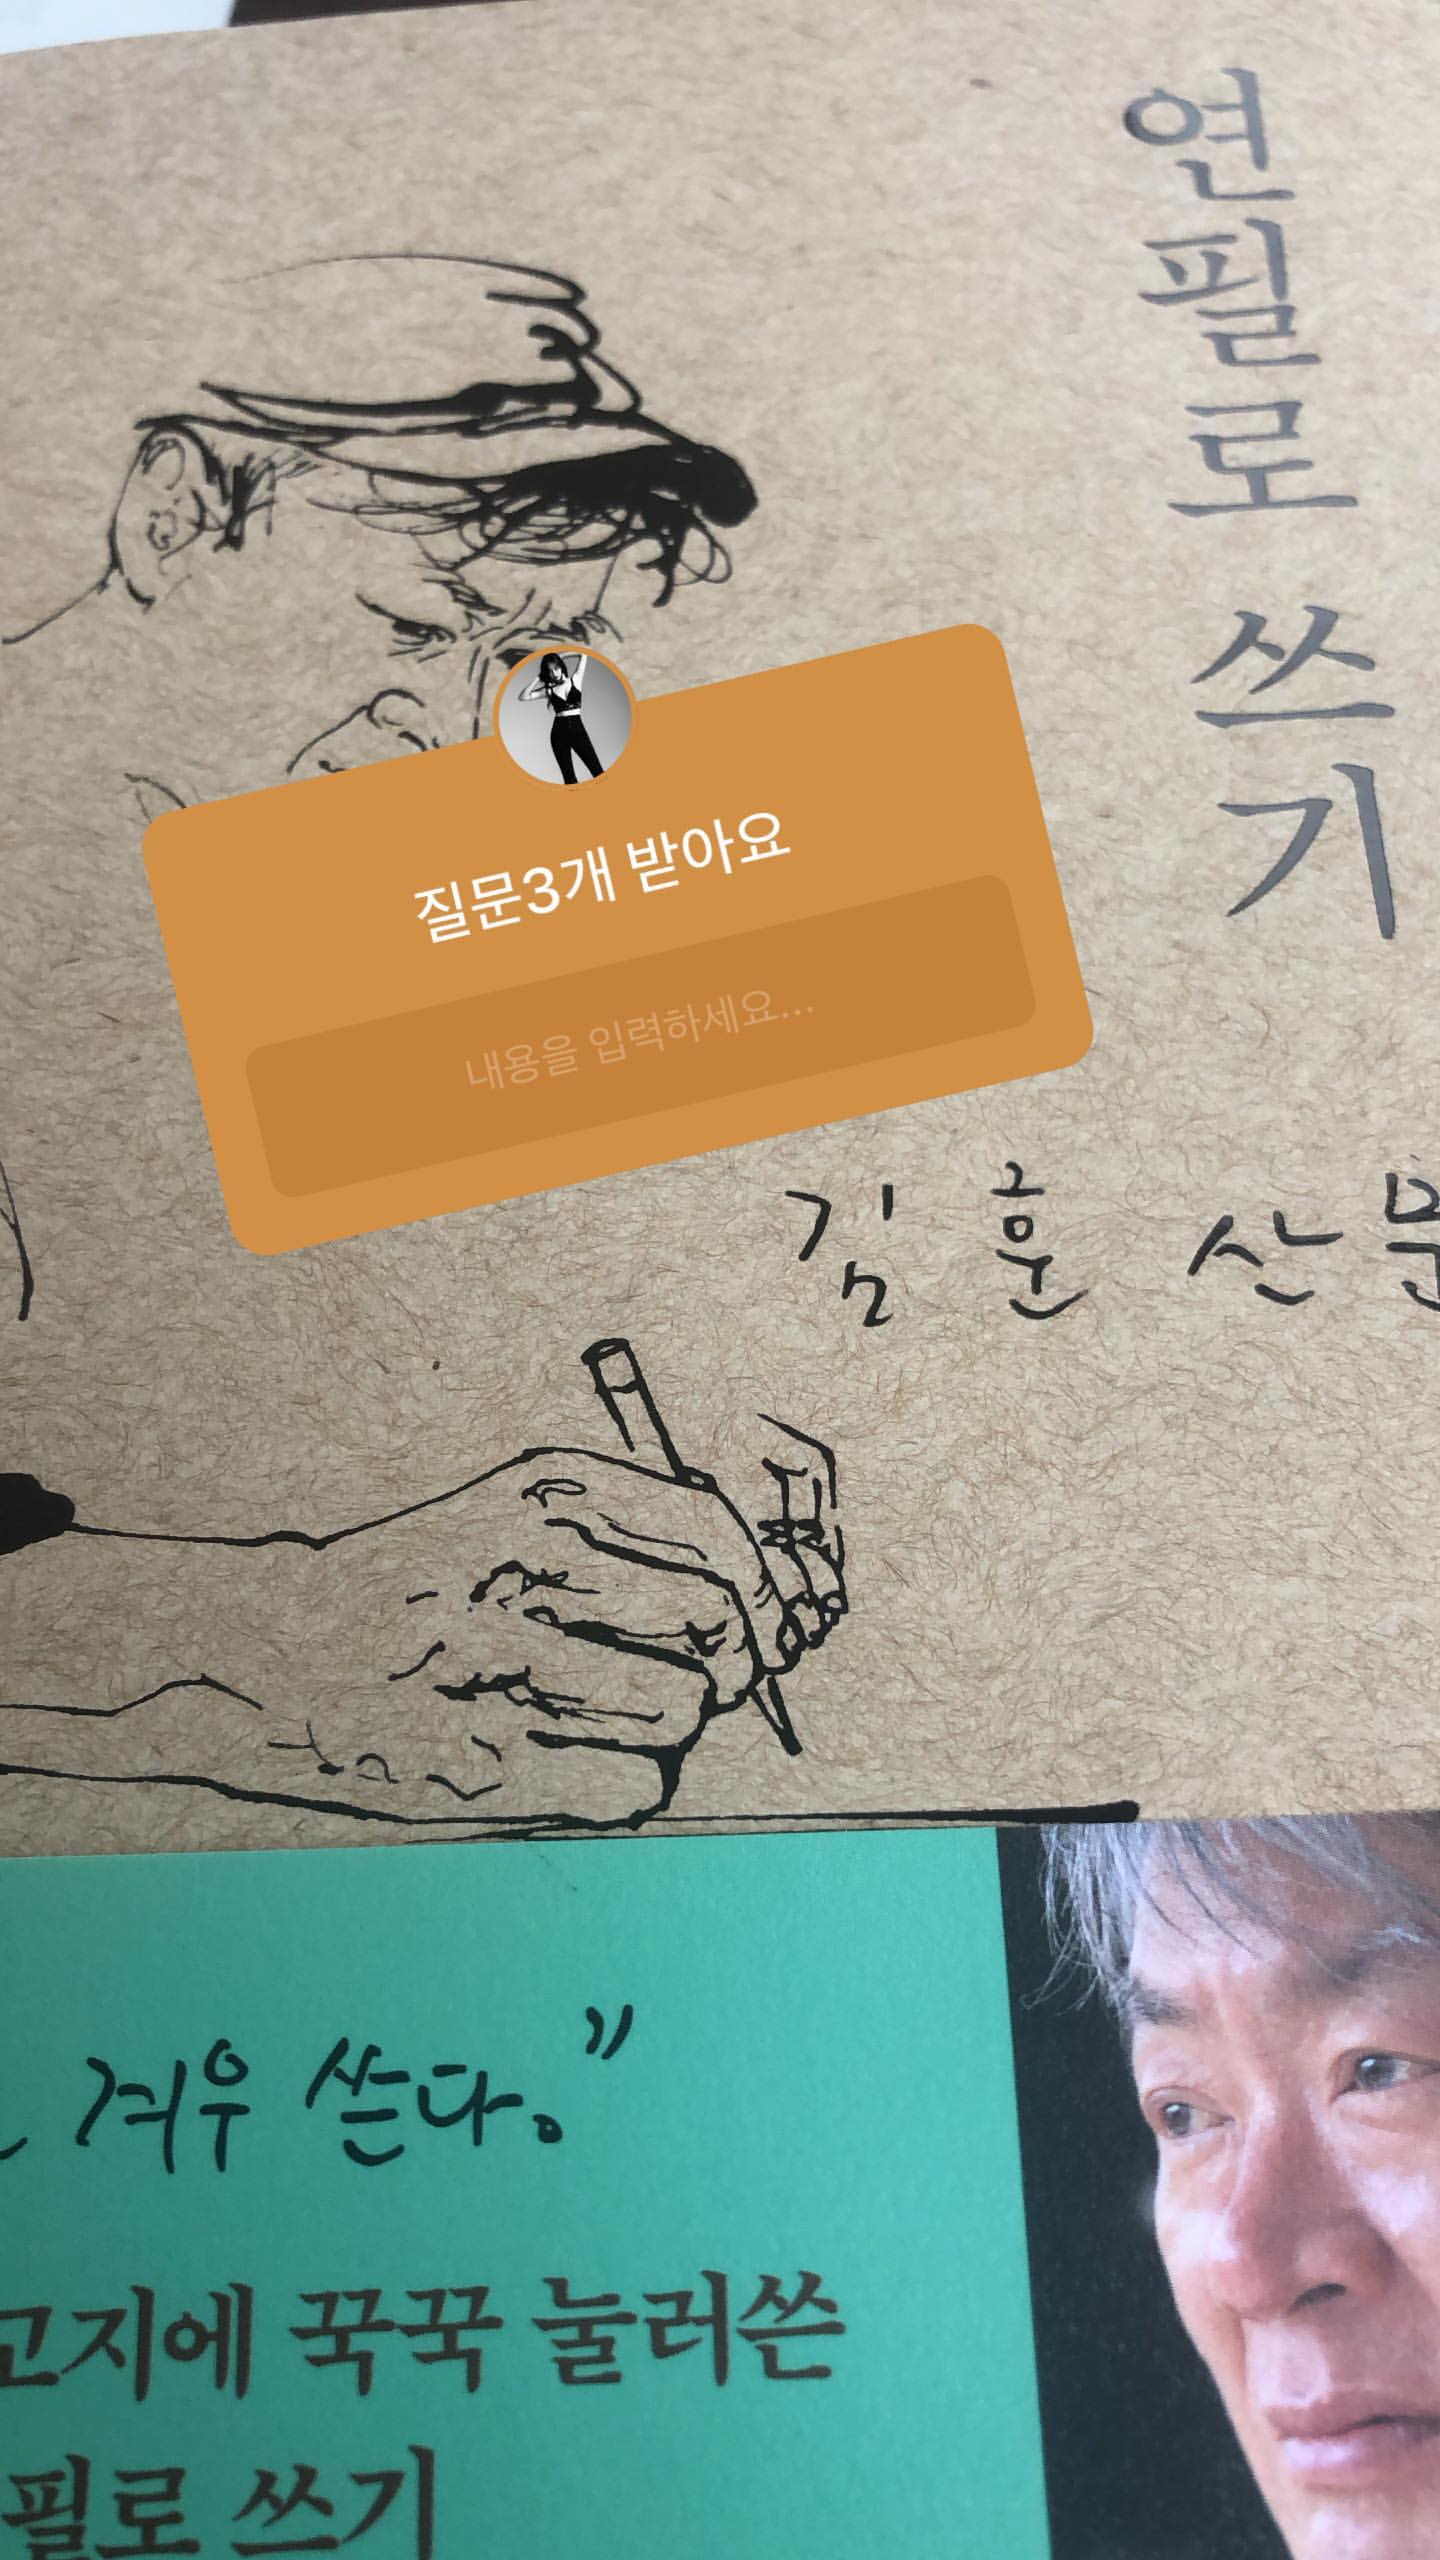 연필로 쓰기
질문3개 받아요
내용을 입력하세요...
김훈 산문
겨우 쓴다。”
고지에 꾹꾹 눌러쓴
필로 쓰기